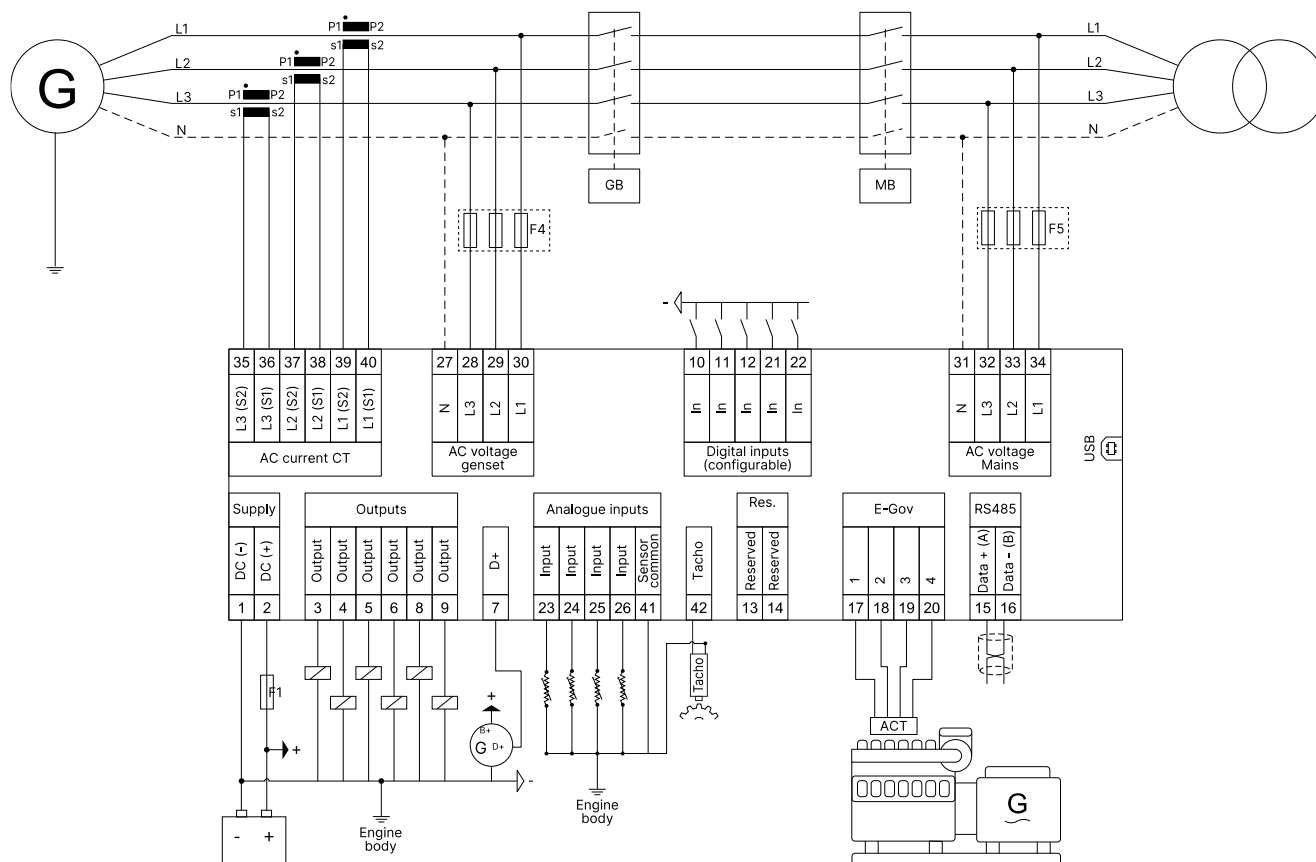 P1 P2
s1 s2
L1
L1
P1 P2
s1 s2
L2
L2
G
P1 P2
s1 s2
L3
L3
N
N
GB
MB
F4
F5
-
35 36 37 38 39 40
L3 (S2)
L3 (S1)
L2 (S2)
L2 (S1)
L1 (S2)
L1 (S1)
AC current CT
27 28 29 30
N
L3
L2
L1
AC voltage
genset
10 11 12 21 22
In
In
In
In
In
Digital inputs
(configurable)
31 32 33 34
N
L3
L2
L1
AC voltage
Mains
USB
Supply
DC (-)
DC (+)
1 2
Outputs
Output
Output
Output
Output
Output
Output
3 4 5 6 8 9
D+
7
Analogue inputs
Input
Input
Input
Input
Sensor
common
23 24 25 26 41
Tacho
42
Res.
Reserved
Reserved
13 14
E-Gov
1
2
3
4
17 18 19 20
RS485
Data + (A)
Data - (B)
15 16
F1
+
+
B+
G D+
-
Tacho
ACT
Engine
body
Engine
body
- +
G